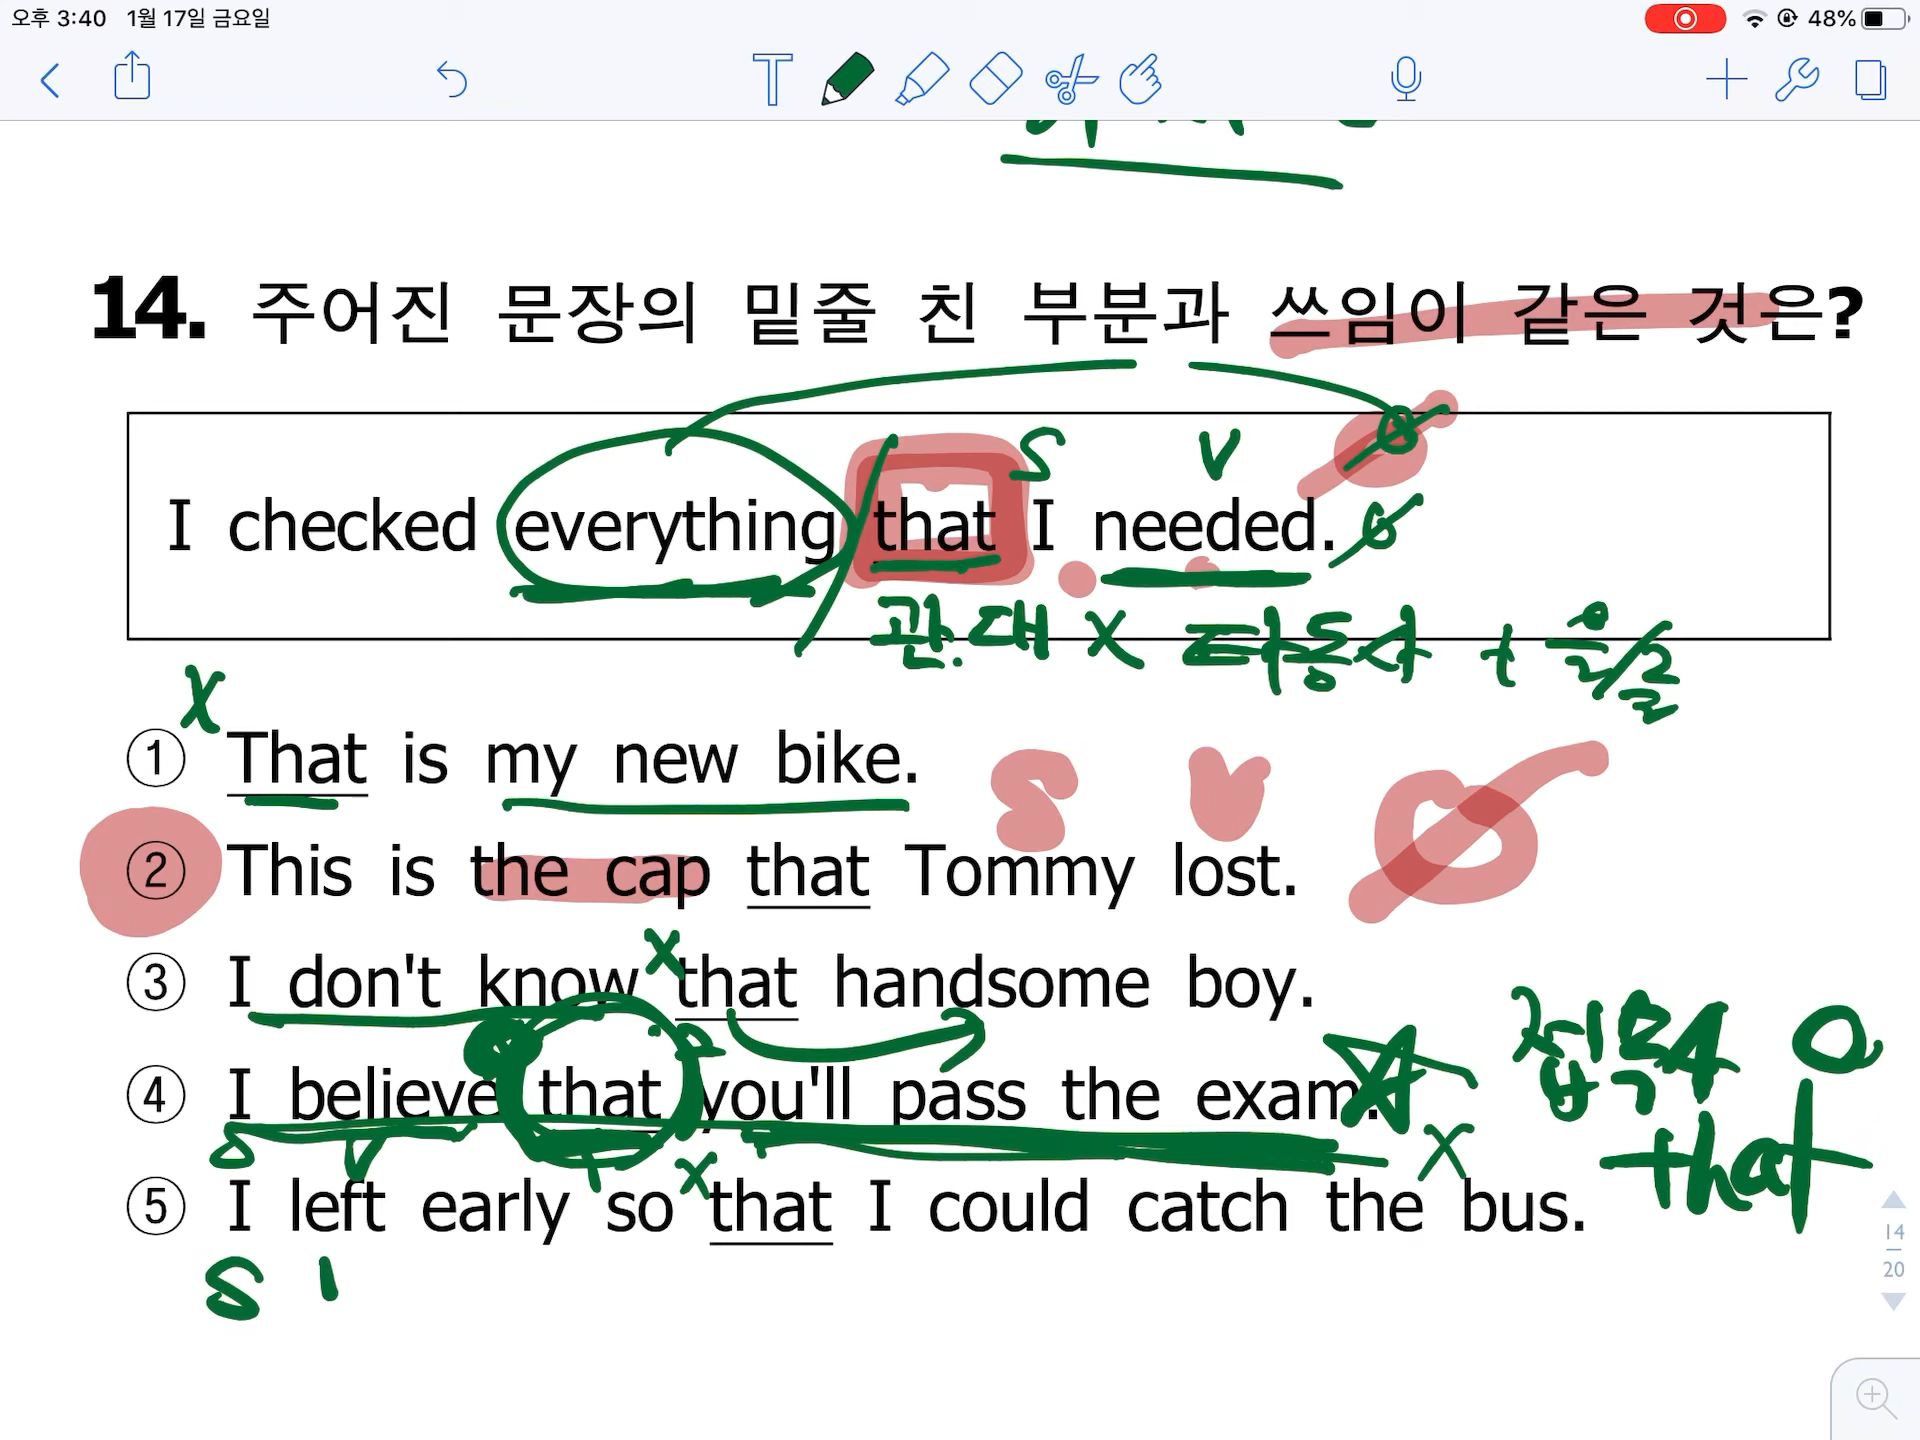 오후 3:40 1월 17일 금요일
48%
T
14. 주어진 문장의 밑줄 친 부분과 쓰임이 같은 것은?
S V
I checked everything that I needed.
관.대 X 타동사 + 을/를
X
① That is my new bike.
S V O
② This is the cap that Tommy lost.
X
③ I don't know that handsome boy.
접목사 O
④ I believe that you'll pass the exam.
that
S V X X
⑤ I left early so that I could catch the bus.
S
14
20